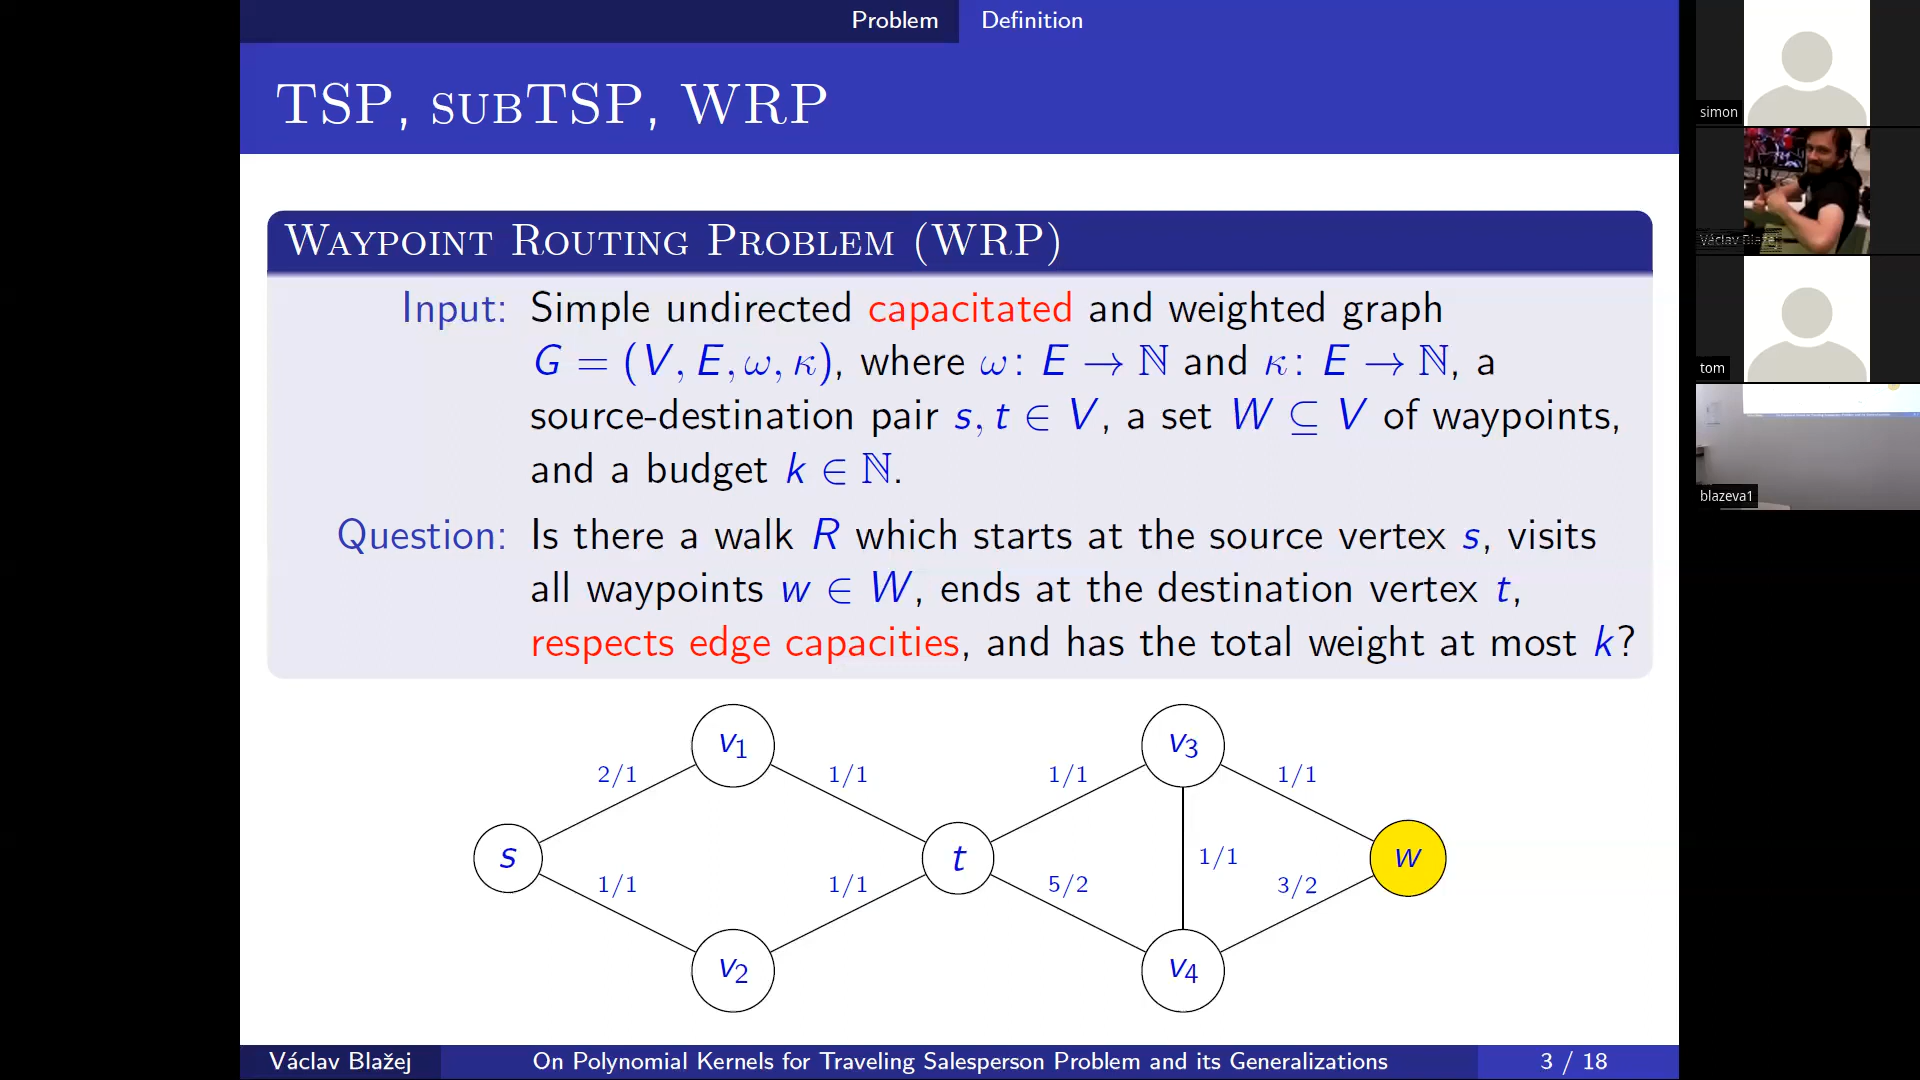 Problem Definition
TSP, SUBTSP, WRP
WAYPOINT ROUTING PROBLEM (WRP)
Input: Simple undirected capacitated and weighted graph
G = (V, E, ω, κ), where ω: E → ℕ and κ: E → ℕ, a
source-destination pair s, t ∈ V, a set W ⊆ V of waypoints,
and a budget k ∈ ℕ.
Question: Is there a walk R which starts at the source vertex s, visits
all waypoints w ∈ W, ends at the destination vertex t,
respects edge capacities, and has the total weight at most k?
v₁ v₃
2/1 1/1 1/1 1/1
s t 1/1 w
1/1 1/1 5/2 3/2
v₂ v₄
Václav Blažej On Polynomial Kernels for Traveling Salesperson Problem and its Generalizations 3 / 18
simon
Václav Blažej
tom
blazeva1